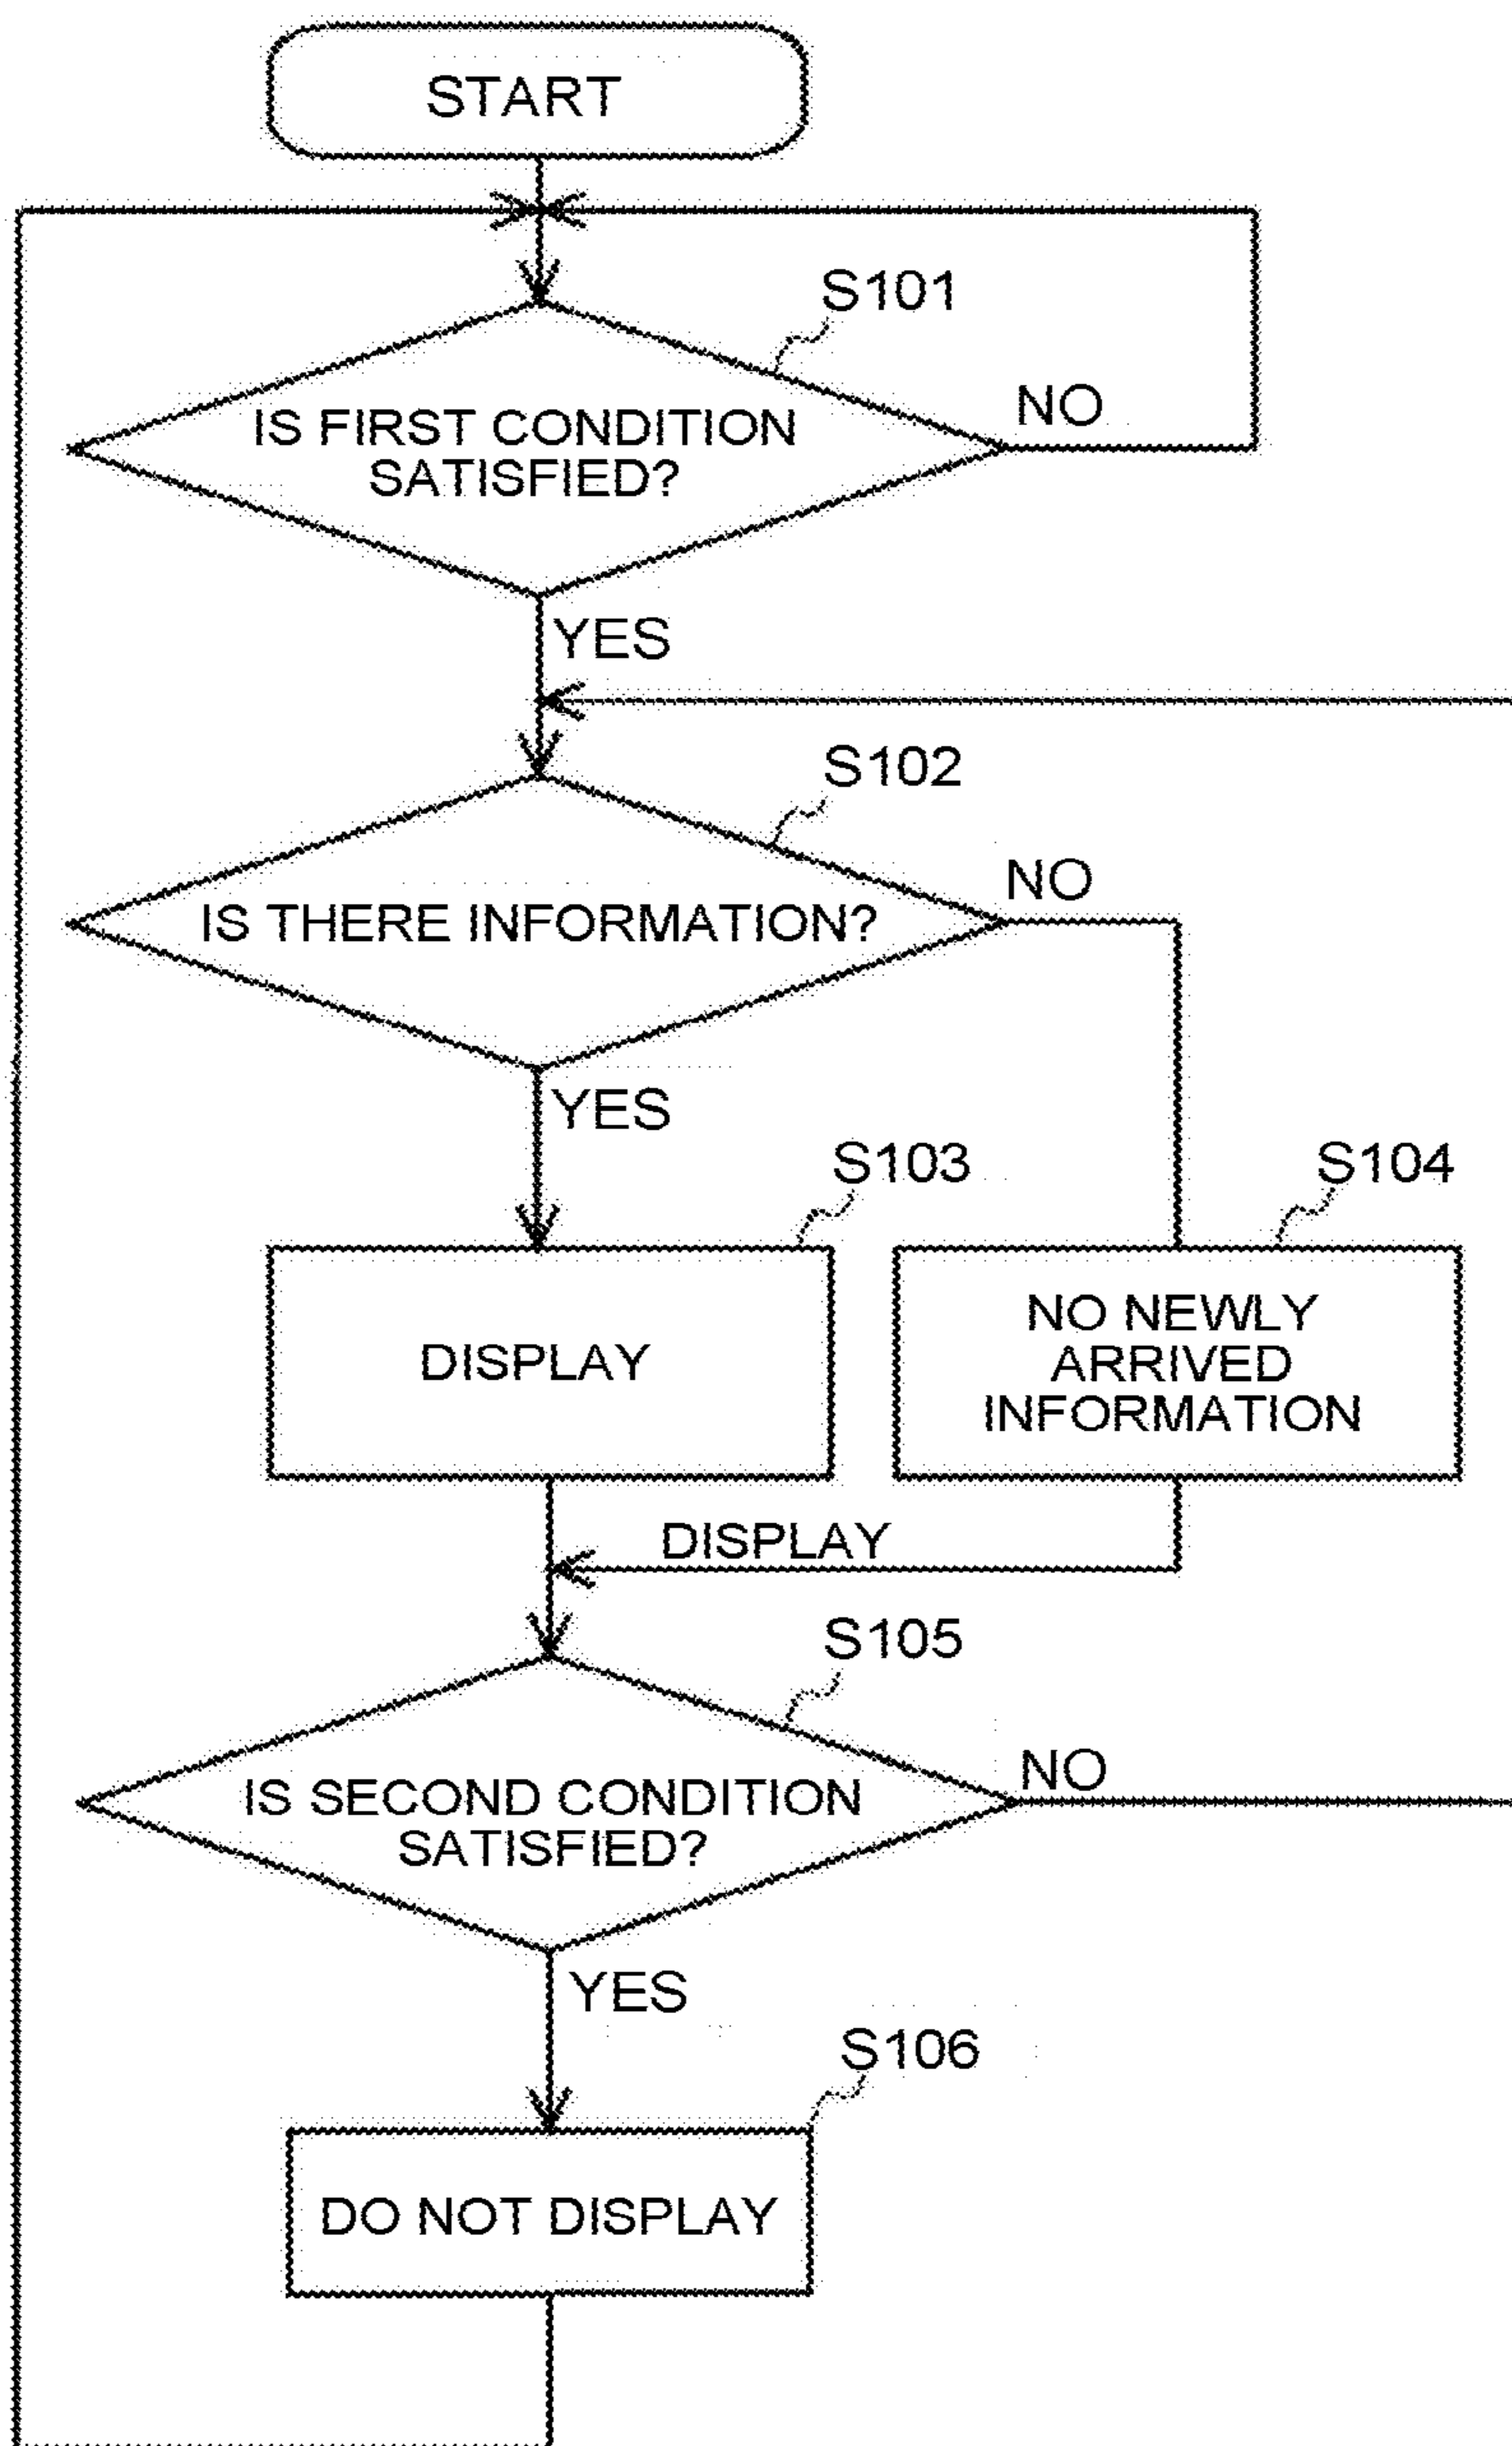 START
S101
IS FIRST CONDITION
SATISFIED?
NO
YES
S102
IS THERE INFORMATION?
NO
YES
S103
S104
DISPLAY
NO NEWLY
ARRIVED
INFORMATION
DISPLAY
S105
IS SECOND CONDITION
SATISFIED?
NO
YES
S106
DO NOT DISPLAY